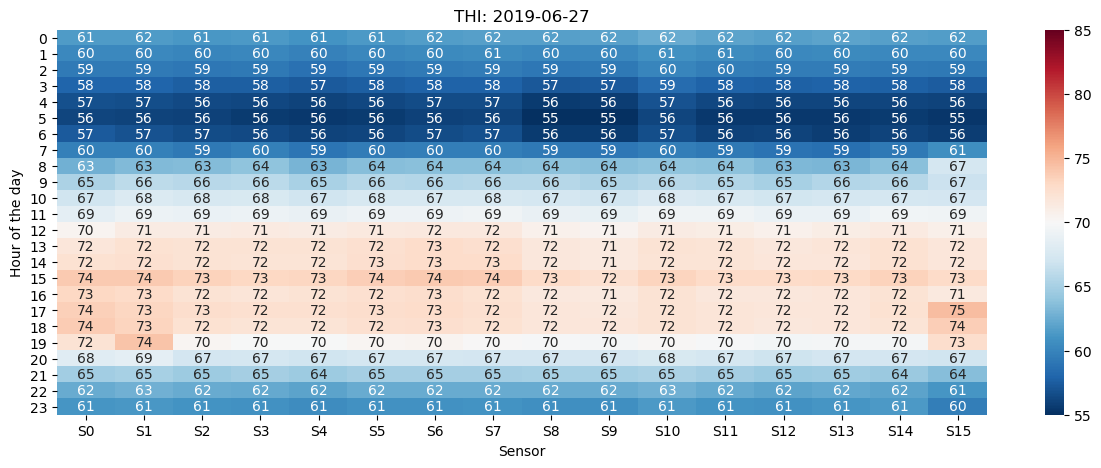 THI: 2019-06-27
Hour of the day
0 61 62 61 61 61 61 62 62 62 62 62 62 62 62 62 62
1 60 60 60 60 60 60 60 61 60 60 61 61 60 60 60 60
2 59 59 59 59 59 59 59 59 59 59 60 60 59 59 59 59
3 58 58 58 58 57 58 58 58 57 57 59 58 58 58 58 58
4 57 57 56 56 56 56 57 57 56 56 57 56 56 56 56 56
5 56 56 56 56 56 56 56 56 55 55 56 56 56 56 56 55
6 57 57 57 56 56 56 57 57 56 56 57 56 56 56 56 56
7 60 60 59 60 59 60 60 60 59 59 60 59 59 59 59 61
8 63 63 63 64 63 64 64 64 64 64 64 64 63 63 64 67
9 65 66 66 66 65 66 66 66 66 65 66 65 65 66 66 67
10 67 68 68 68 67 68 67 68 67 67 68 67 67 67 67 67
11 69 69 69 69 69 69 69 69 69 69 69 69 69 69 69 69
12 70 71 71 71 71 71 72 72 71 71 71 71 71 71 71 71
13 72 72 72 72 72 72 73 72 72 71 72 72 72 72 72 72
14 72 72 72 72 72 73 73 73 72 71 72 72 72 72 72 72
15 74 74 73 73 73 74 74 74 73 72 73 73 73 73 73 73
16 73 73 72 72 72 72 73 72 72 71 72 72 72 72 72 71
17 74 73 73 72 72 73 73 72 72 72 72 72 72 72 72 75
18 74 73 72 72 72 72 73 72 72 72 72 72 72 72 72 74
19 72 74 70 70 70 70 70 70 70 70 70 70 70 70 70 73
20 68 69 67 67 67 67 67 67 67 67 68 67 67 67 67 67
21 65 65 65 65 64 65 65 65 65 65 65 65 65 65 64 64
22 62 63 62 62 62 62 62 62 62 62 63 62 62 62 62 61
23 61 61 61 61 61 61 61 61 61 61 61 61 61 61 61 60
S0 S1 S2 S3 S4 S5 S6 S7 S8 S9 S10 S11 S12 S13 S14 S15
Sensor
85
80
75
70
65
60
55